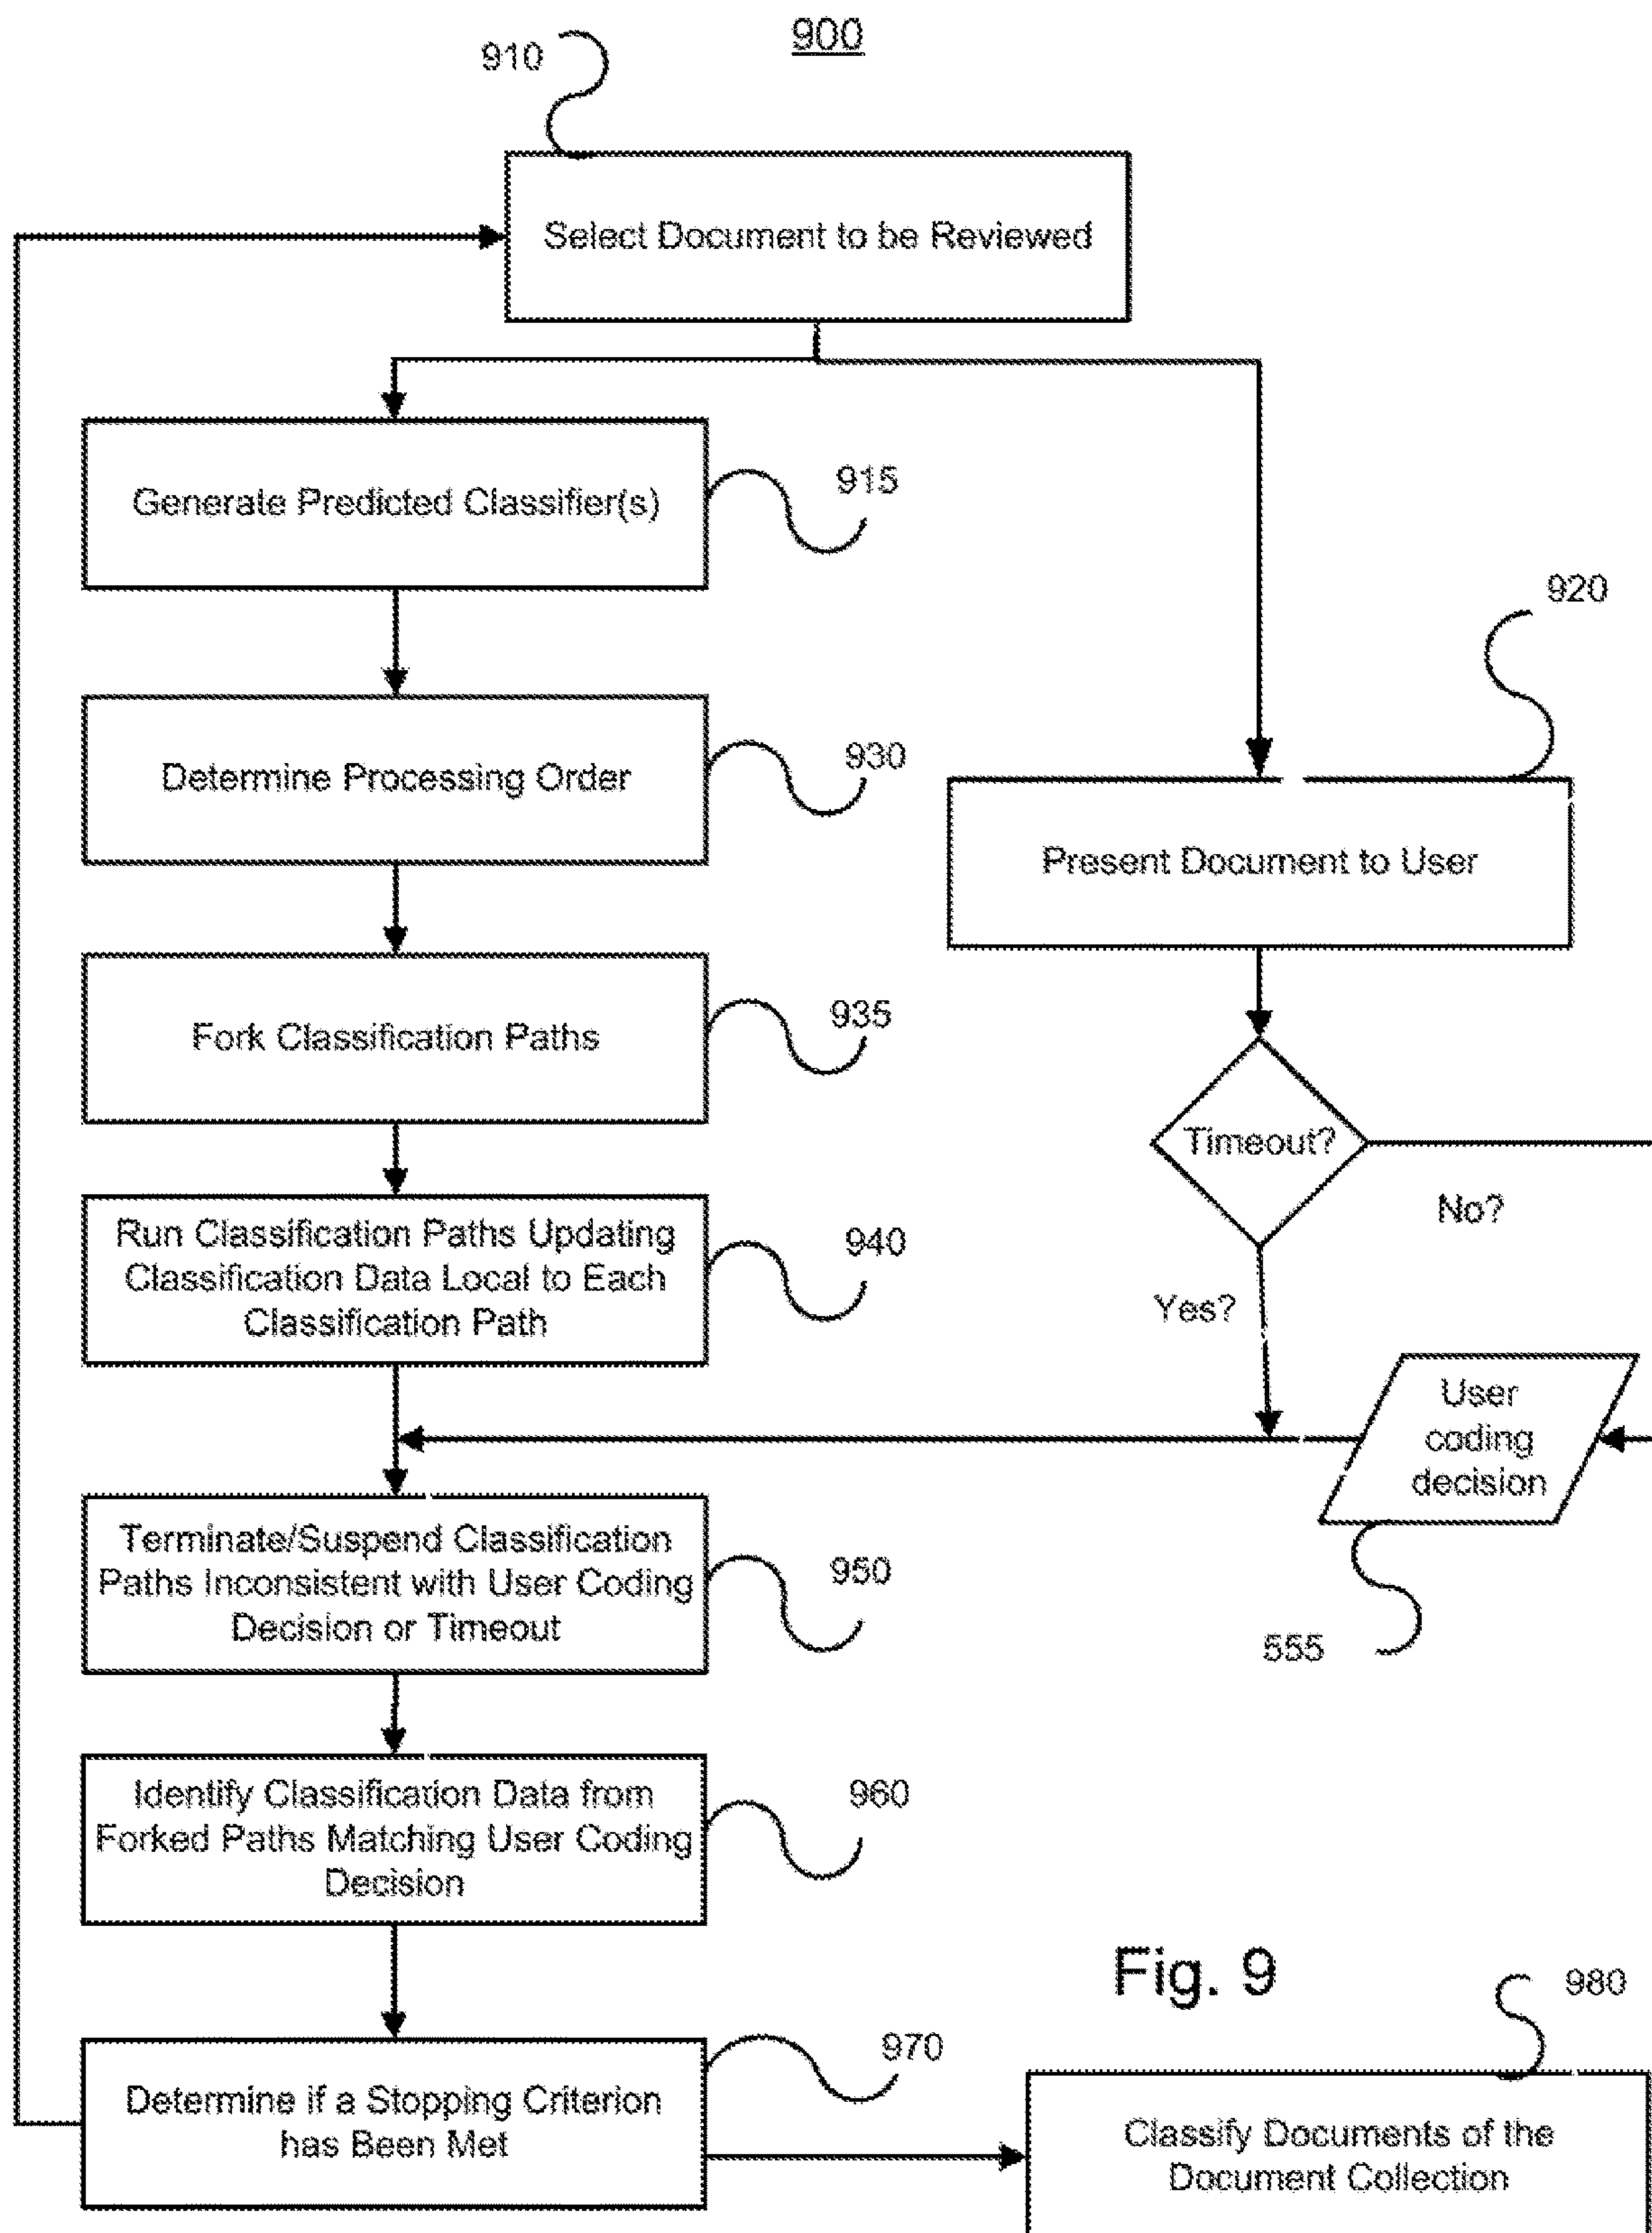 900
910
Select Document to be Reviewed
Generate Predicted Classifier(s)
915
920
Determine Processing Order
930
Present Document to User
Fork Classification Paths
935
Timeout?
No?
Run Classification Paths Updating
Classification Data Local to Each
Classification Path
940
Yes?
User
coding
decision
555
Terminate/Suspend Classification
Paths Inconsistent with User Coding
Decision or Timeout
950
Identify Classification Data from
Forked Paths Matching User Coding
Decision
960
Fig. 9
980
970
Determine if a Stopping Criterion
has Been Met
Classify Documents of the
Document Collection